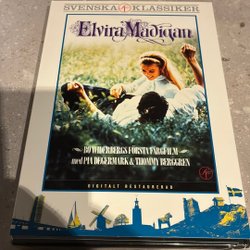 SVENSKA KLASSIKER
Elvira Madigan
BO WIDERBERGS FÖRSTA FÄRGFILM
med PIA DEGERMARK & THOMMY BERGGREN
DIGITALT RESTAURERAD